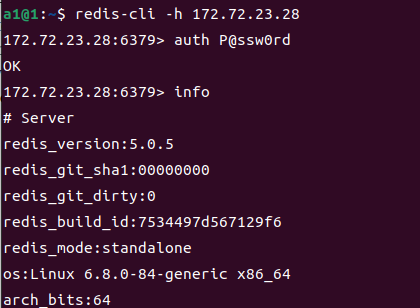 a1@1:~$ redis-cli -h 172.72.23.28
172.72.23.28:6379> auth P@ssw0rd
OK
172.72.23.28:6379> info
# Server
redis_version:5.0.5
redis_git_sha1:00000000
redis_git_dirty:0
redis_build_id:7534497d567129f6
redis_mode:standalone
os:Linux 6.8.0-84-generic x86_64
arch_bits:64